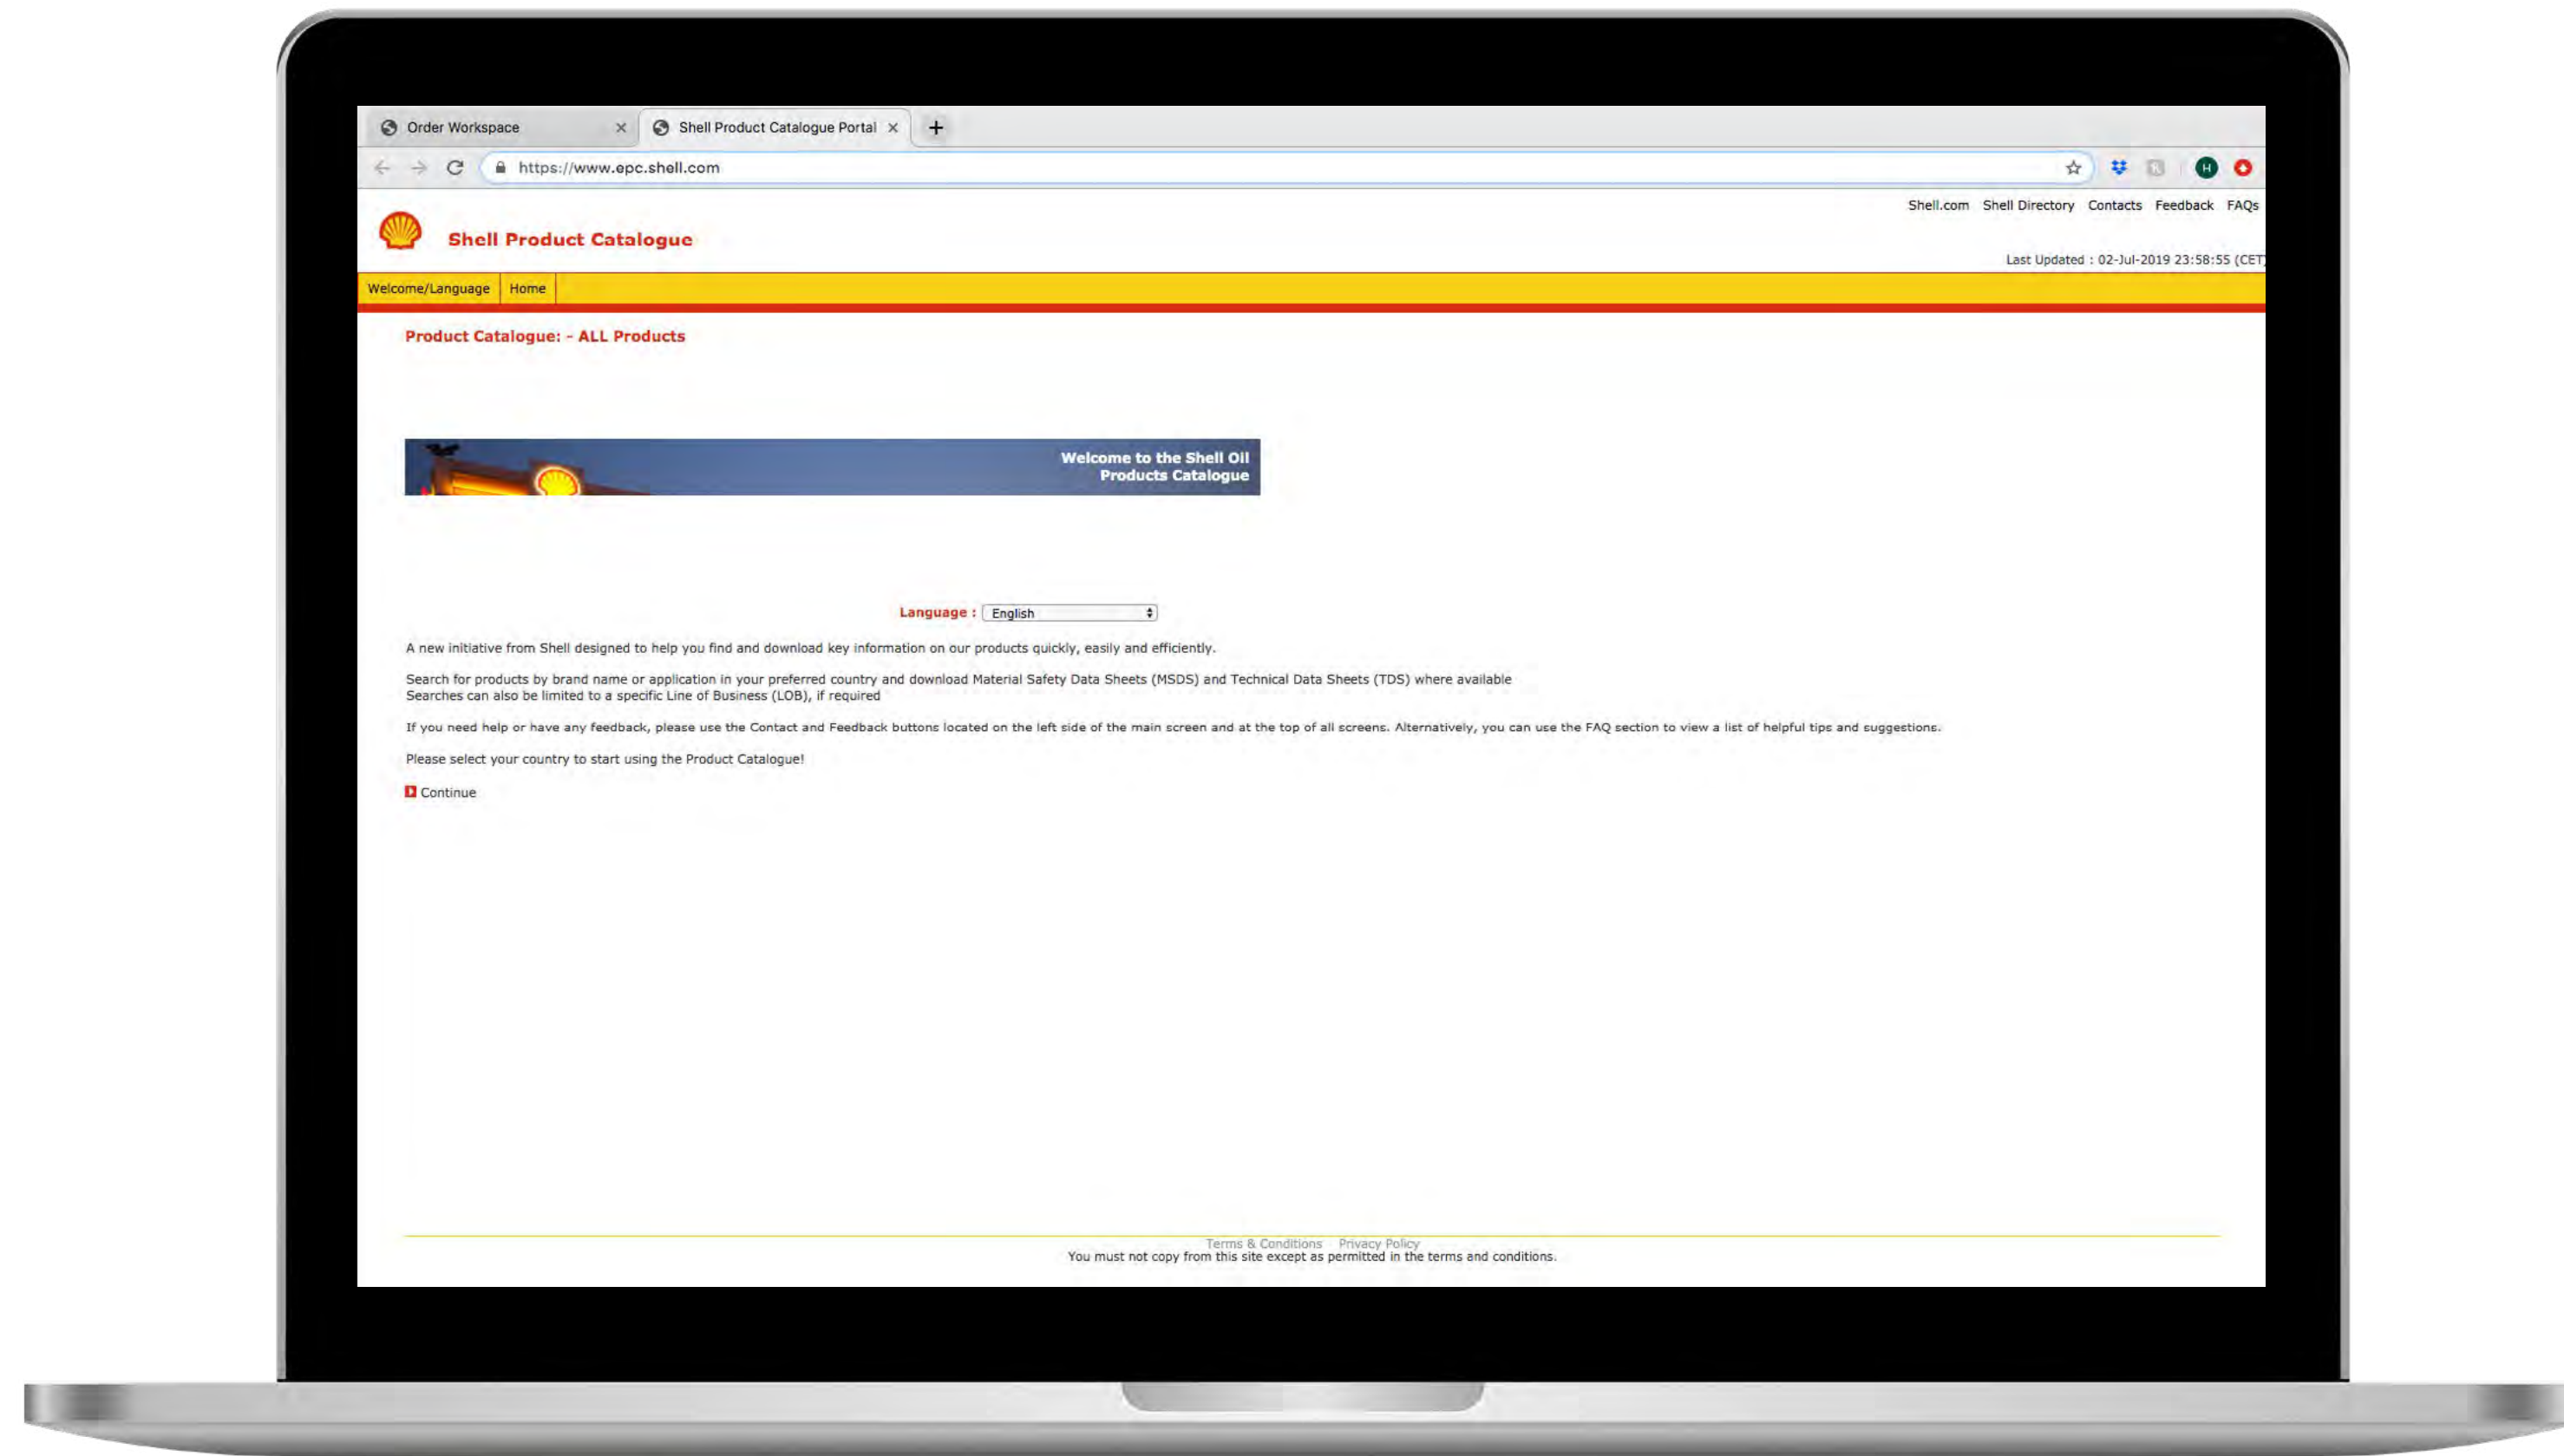 Order Workspace
Shell Product Catalogue Portal
https://www.epc.shell.com
H
Shell.com Shell Directory Contacts Feedback FAQs
Shell Product Catalogue
Last Updated : 02-Jul-2019 23:58:55 (CET)
Welcome/Language Home
Product Catalogue: - ALL Products
Welcome to the Shell Oil
Products Catalogue
Language : English
A new initiative from Shell designed to help you find and download key information on our products quickly, easily and efficiently.
Search for products by brand name or application in your preferred country and download Material Safety Data Sheets (MSDS) and Technical Data Sheets (TDS) where available
Searches can also be limited to a specific Line of Business (LOB), if required
If you need help or have any feedback, please use the Contact and Feedback buttons located on the left side of the main screen and at the top of all screens. Alternatively, you can use the FAQ section to view a list of helpful tips and suggestions.
Please select your country to start using the Product Catalogue!
Continue
Terms & Conditions Privacy Policy
You must not copy from this site except as permitted in the terms and conditions.